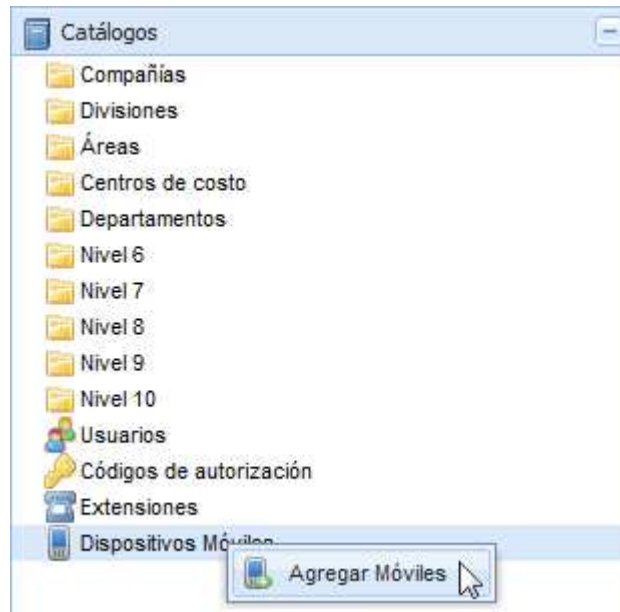 Catálogos
Compañías
Divisiones
Áreas
Centros de costo
Departamentos
Nivel 6
Nivel 7
Nivel 8
Nivel 9
Nivel 10
Usuarios
Códigos de autorización
Extensiones
Dispositivos Móviles
Agregar Móviles